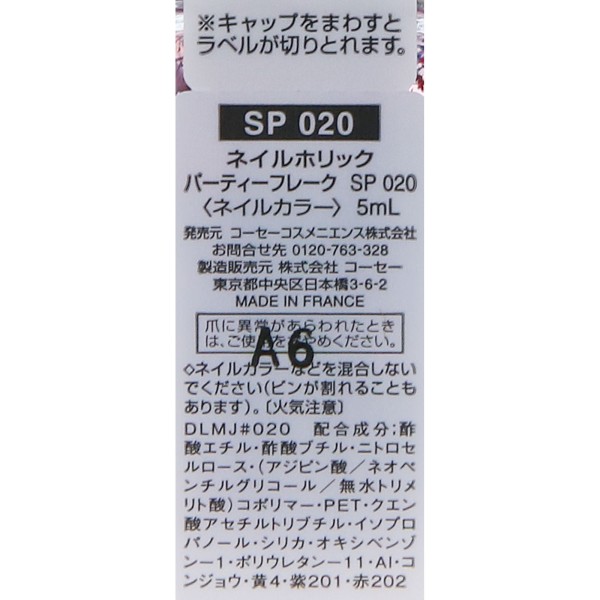 ※キャップをまわすと
ラベルが切りとれます。
SP 020
ネイルホリック
パーティーフレーク SP 020
〈ネイルカラー〉 5mL
発売元 コーセーコスメニエンス株式会社
お問合せ先 0120-763-328
製造販売元 株式会社 コーセー
東京都中央区日本橋3-6-2
MADE IN FRANCE
爪に異常があらわれたとき
は、ご使用をおやめください。
A6
◇ネイルカラーなどを混合しない
でください(ビンが割れることも
あります)。〔火気注意〕
DLMJ#020 配合成分;酢
酸エチル・酢酸ブチル・ニトロセ
ルロース・(アジピン酸/ネオペ
ンチルグリコール/無水トリメ
リト酸)コポリマー・PET・クエン
酸アセチルトリブチル・イソプロ
パノール・シリカ・オキシベンゾ
ン−1・ポリウレタン−11・Al・コ
ンジョウ・黄4・紫201・赤202